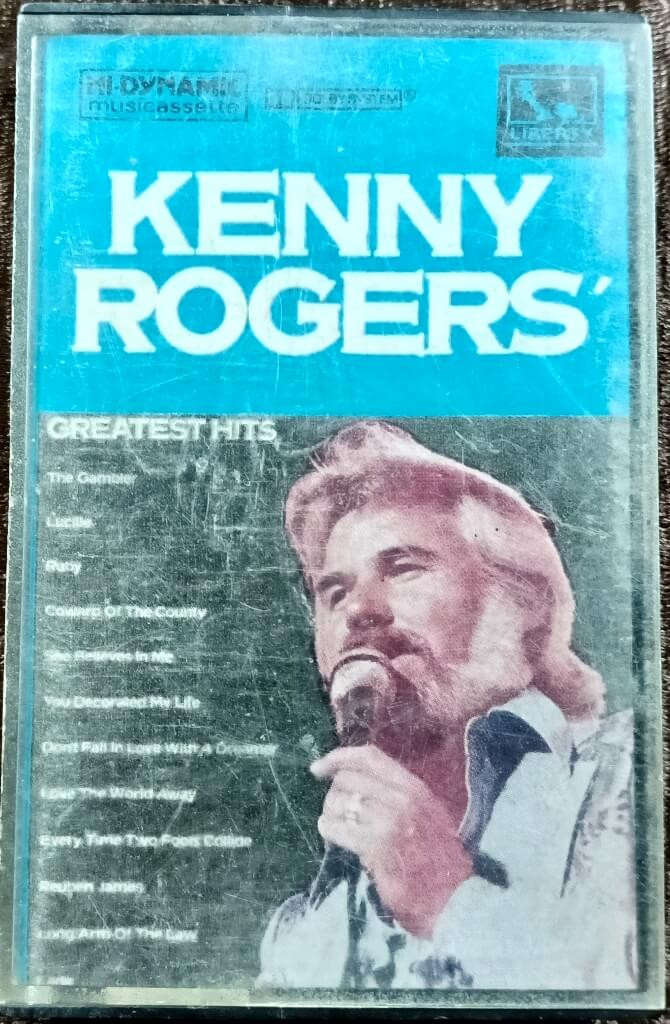 HI-DYNAMIC
musicassette
DOLBY SYSTEM®
LIBERTY
KENNY
ROGERS'
GREATEST HITS
The Gambler
Lucille
Ruby
Coward Of The County
She Believes In Me
You Decorated My Life
Don't Fall In Love With A Dreamer
Love The World Away
Every Time Two Fools Collide
Reuben James
Long Arm Of The Law